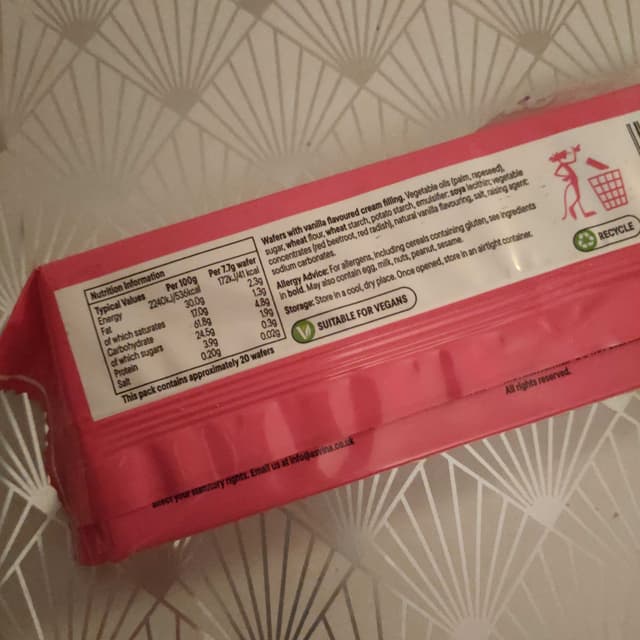 Nutrition Information
Typical Values Per 100g Per 7.7g wafer
Energy 2240kJ/536kcal 172kJ/41 kcal
Fat 30.0g 2.3g
of which saturates 17.0g 1.3g
Carbohydrate 61.8g 4.8g
of which sugars 24.5g 1.9g
Protein 3.9g 0.3g
Salt 0.20g 0.02g
This pack contains approximately 20 wafers
Wafers with vanilla flavoured cream filling. Vegetable oils (palm, rapeseed),
sugar, wheat flour, wheat starch, potato starch, emulsifier: soya lecithin; vegetable
concentrates (red beetroot, red radish), natural vanilla flavouring, salt, raising agent:
sodium carbonates.
Allergy Advice: For allergens, including cereals containing gluten, see ingredients
in bold. May also contain egg, milk, nuts, peanut, sesame.
Storage: Store in a cool, dry place. Once opened, store in an airtight container.
V SUITABLE FOR VEGANS
RECYCLE
All rights reserved.
your statutory rights. Email us at